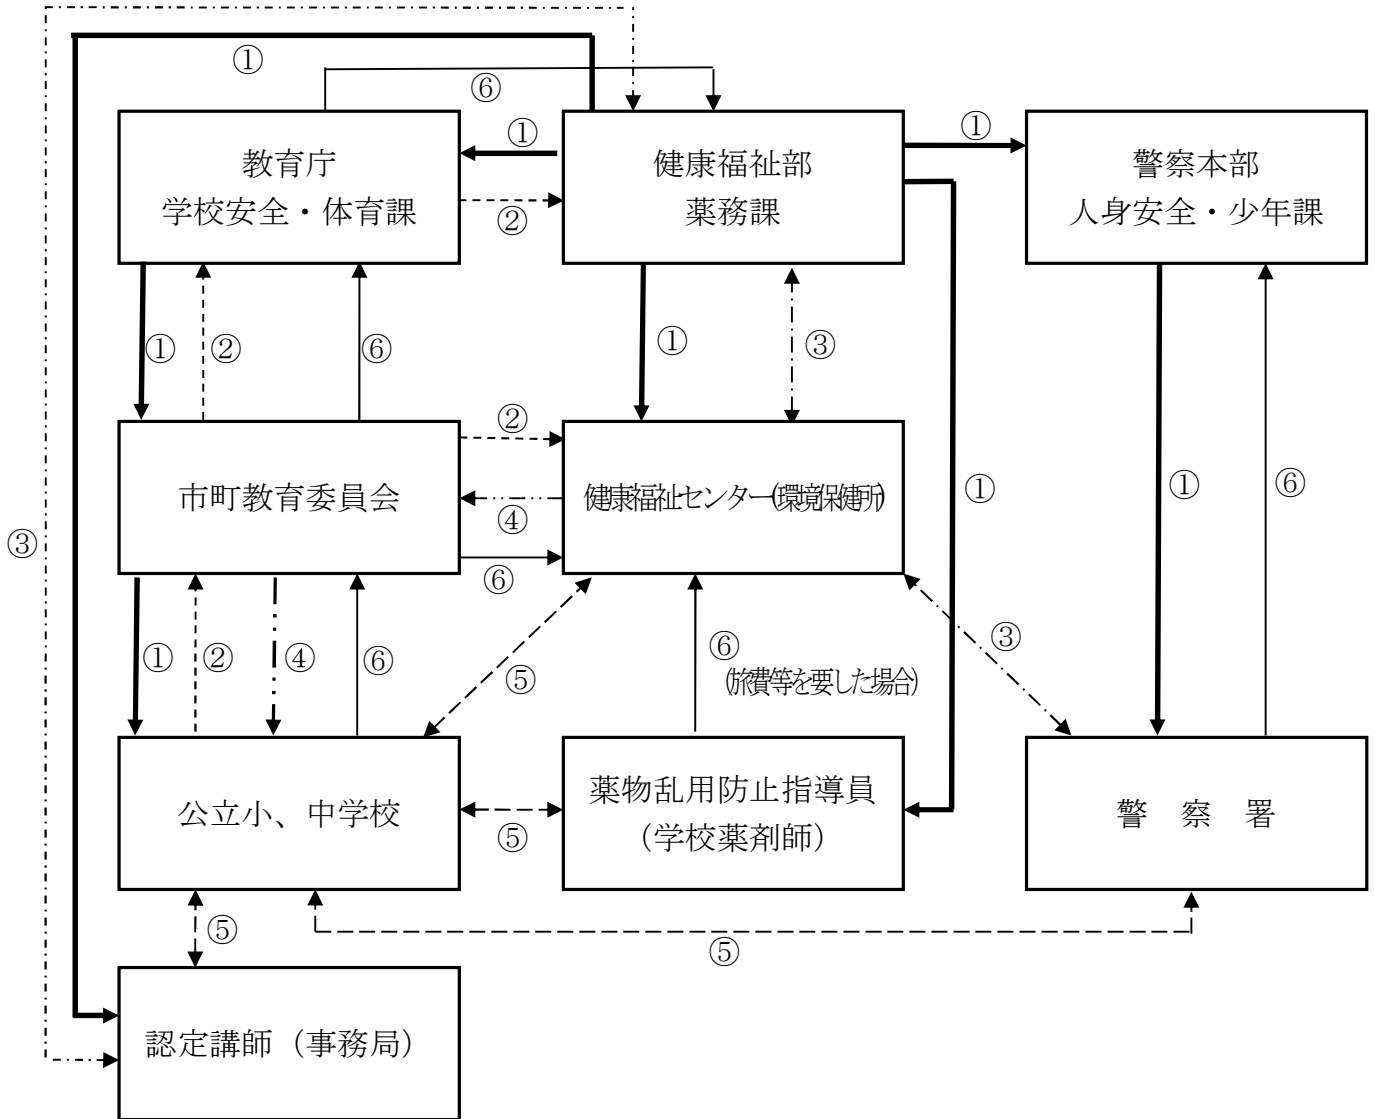 ①
⑥
①
①
教育庁
学校安全・体育課
健康福祉部
薬務課
警察本部
人身安全・少年課
②
①
②
⑥
①
③
②
市町教育委員会
健康福祉センター(環境保健所)
④
①
①
⑥
③
⑥
①
②
④
⑥
⑤
⑥
(旅費等を要した場合)
③
公立小、中学校
薬物乱用防止指導員
(学校薬剤師)
警 察 署
⑤
⑤
⑤
認定講師(事務局)